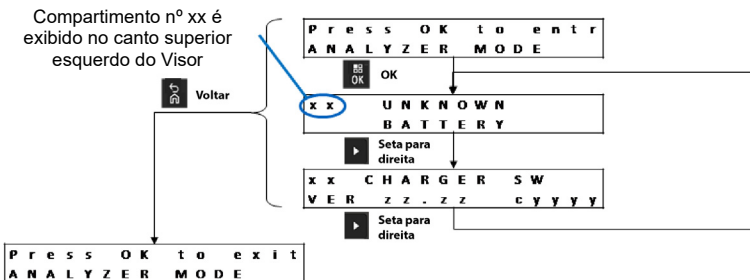 Compartimento nº xx é
exibido no canto superior
esquerdo do Visor
Press OK to entr
ANALYZER MODE
OK
OK
Voltar
xx UNKNOWN
BATTERY
Seta para
direita
xx CHARGER SW
VER zz.zz cyyyy
Seta para
direita
Press OK to exit
ANALYZER MODE